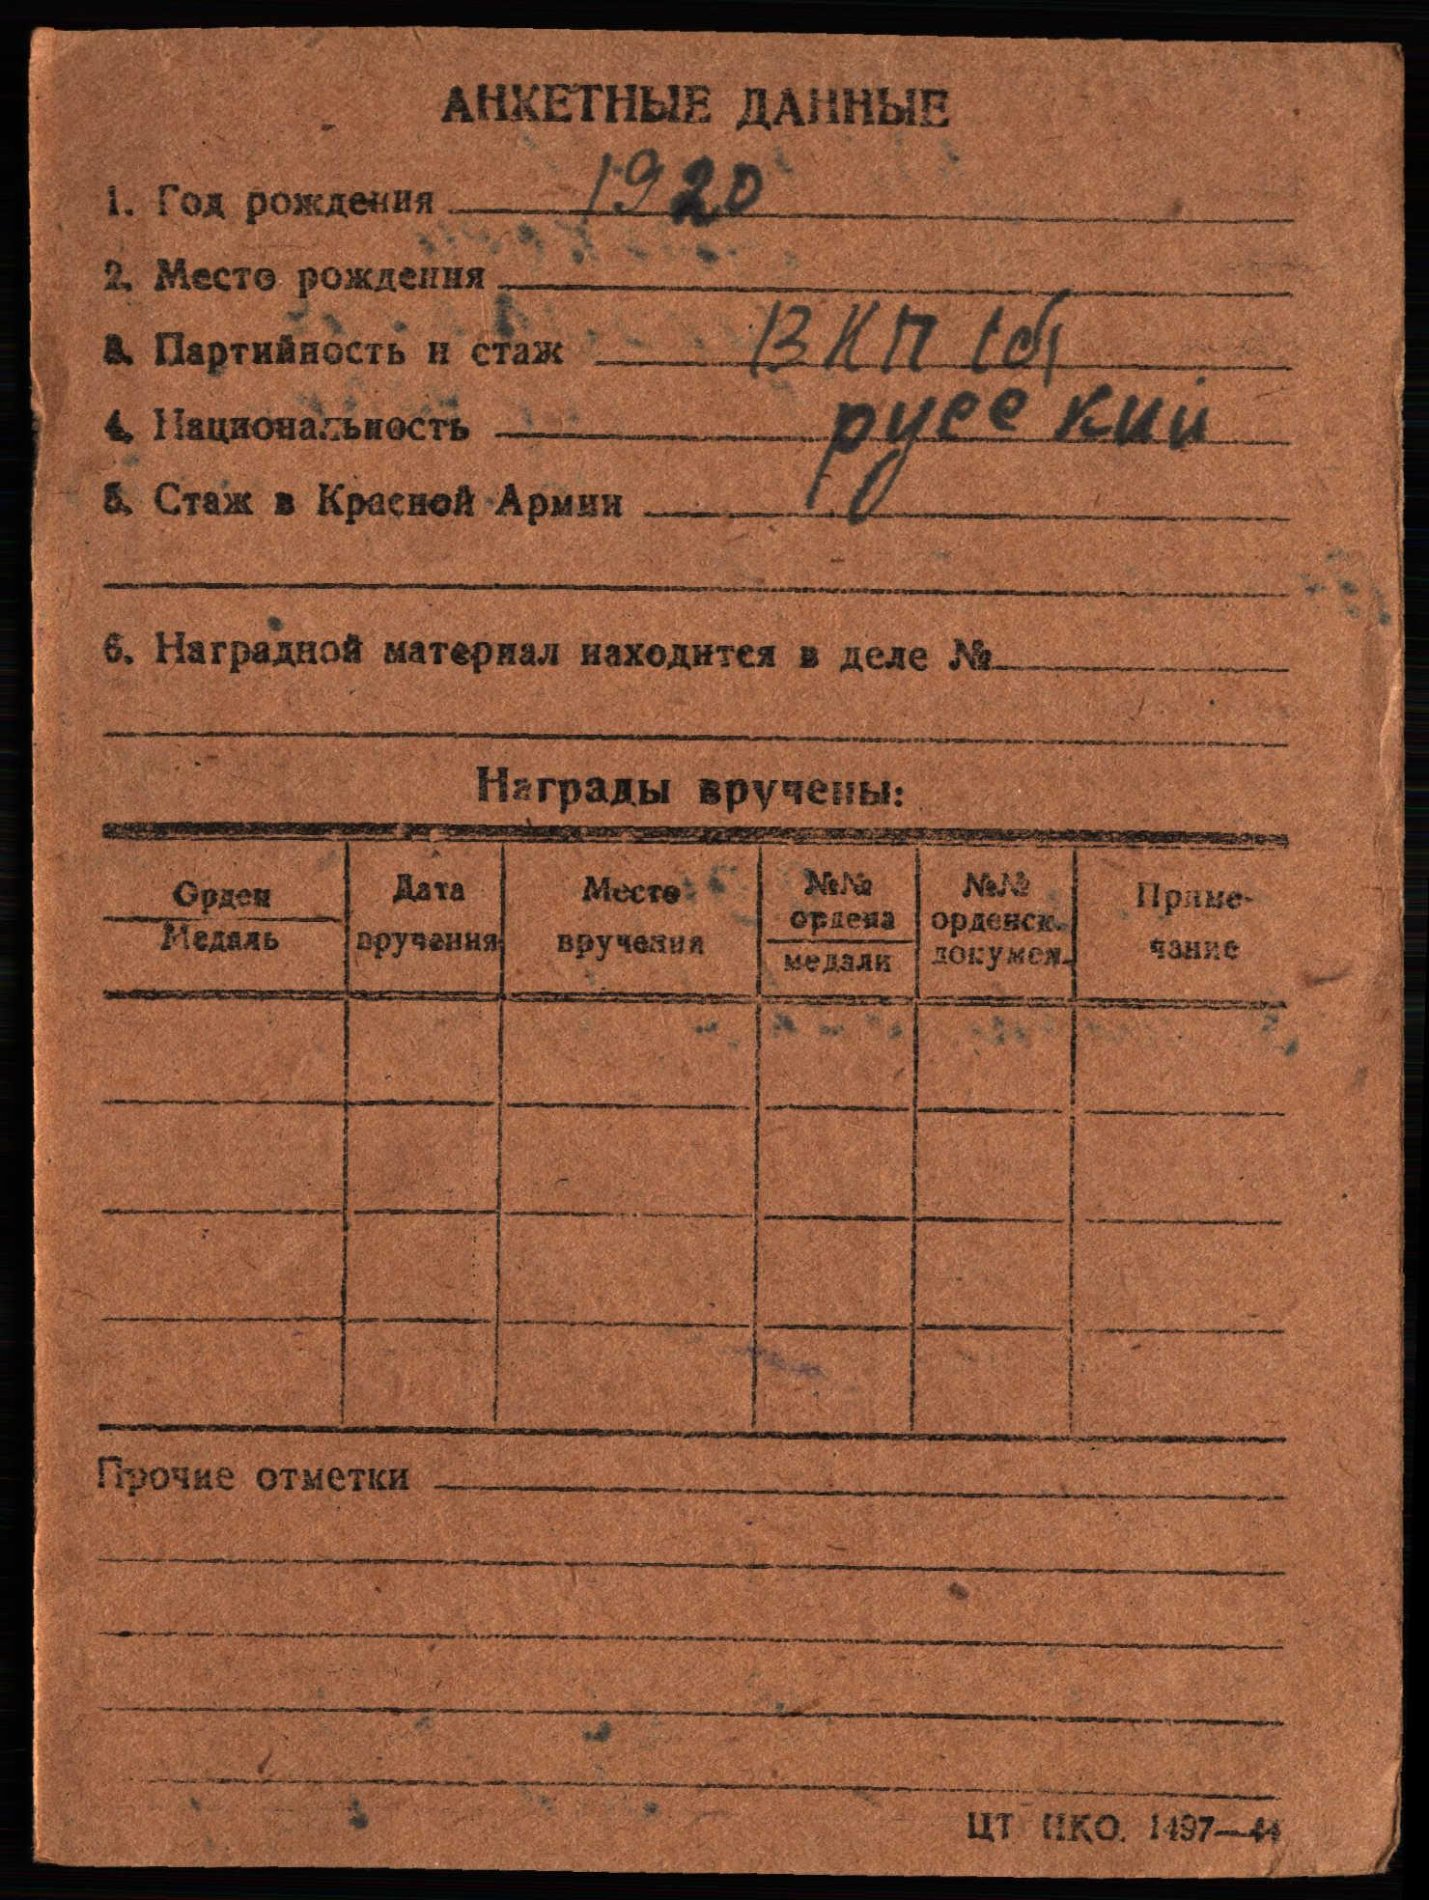 АНКЕТНЫЕ ДАННЫЕ
1. Год рождения 1920
2. Место рождения
3. Партийность и стаж ВКП(б)
4. Национальность русский
5. Стаж в Красной Армии
6. Наградной материал находится в деле №
Награды вручены:
Орден
Медаль
Дата
вручения
Место
вручения
№№
ордена
медали
№№
орденск.
докумен.
Приме-
чание
Прочие отметки
ЦТ НКО. 1497—44